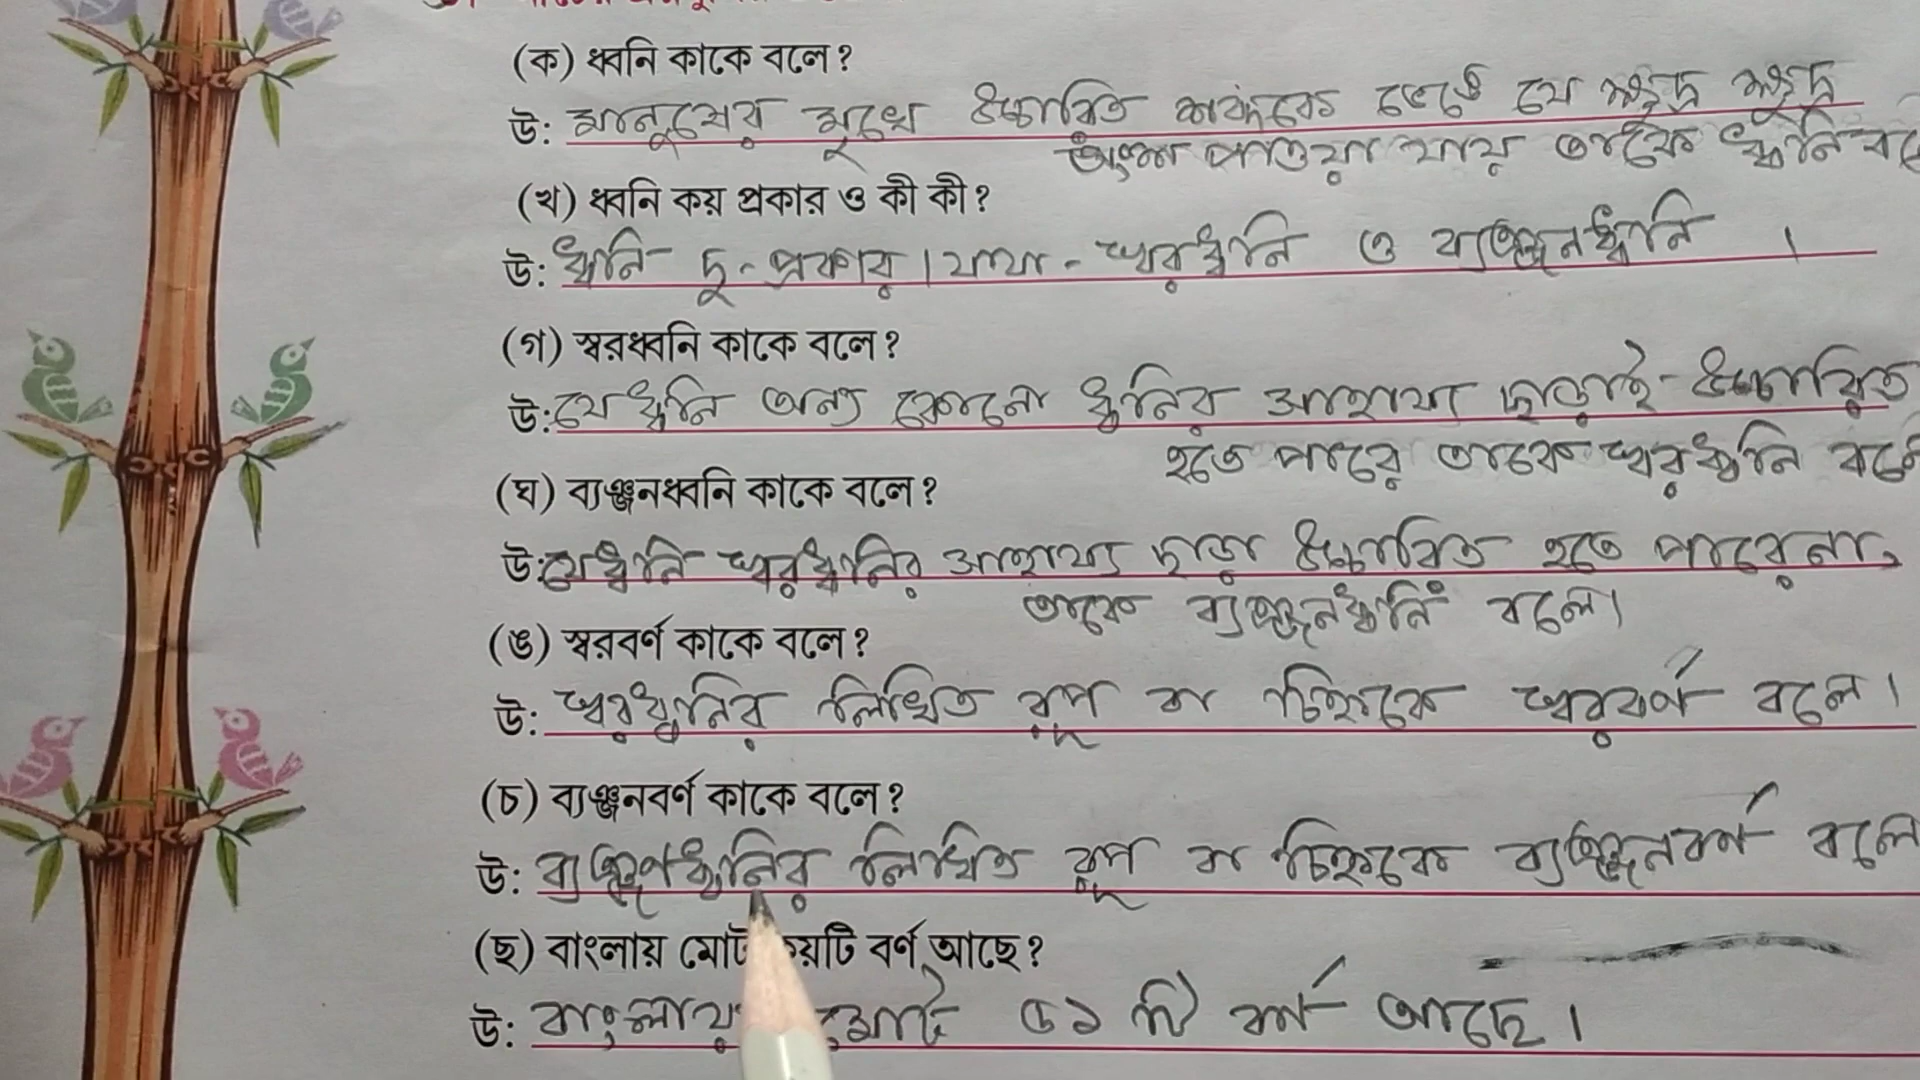 (ক) ধ্বনি কাকে বলে?
উ: মানুষের মুখে উচ্চারিত শব্দকে ভেঙে যে ক্ষুদ্র ক্ষুদ্র
অংশ পাওয়া যায় তাকে ধ্বনি
(খ) ধ্বনি কয় প্রকার ও কী কী?
উ: ধ্বনি দু-প্রকার। যথা - স্বরধ্বনি ও ব্যঞ্জনধ্বনি ।
(গ) স্বরধ্বনি কাকে বলে?
উ: যে ধ্বনি অন্য কোনো ধ্বনির সাহায্য ছাড়াই উচ্চারিত
হতে পারে তাকে স্বরধ্বনি বলে
(ঘ) ব্যঞ্জনধ্বনি কাকে বলে?
উ: যে ধ্বনি স্বরধ্বনির সাহায্য ছাড়া উচ্চারিত হতে পারেনা,
তাকে ব্যঞ্জনধ্বনি বলে।
(ঙ) স্বরবর্ণ কাকে বলে?
উ: স্বরধ্বনির লিখিত রূপ বা চিহ্নকে স্বরবর্ণ বলে।
(চ) ব্যঞ্জনবর্ণ কাকে বলে?
উ: ব্যঞ্জণধ্বনির লিখিত রূপ বা চিহ্নকে ব্যঞ্জনবর্ণ বলে
(ছ) বাংলায় মোট কয়টি বর্ণ আছে?
উ: বাংলায় মোট ৫১ টি বর্ণ আছে।